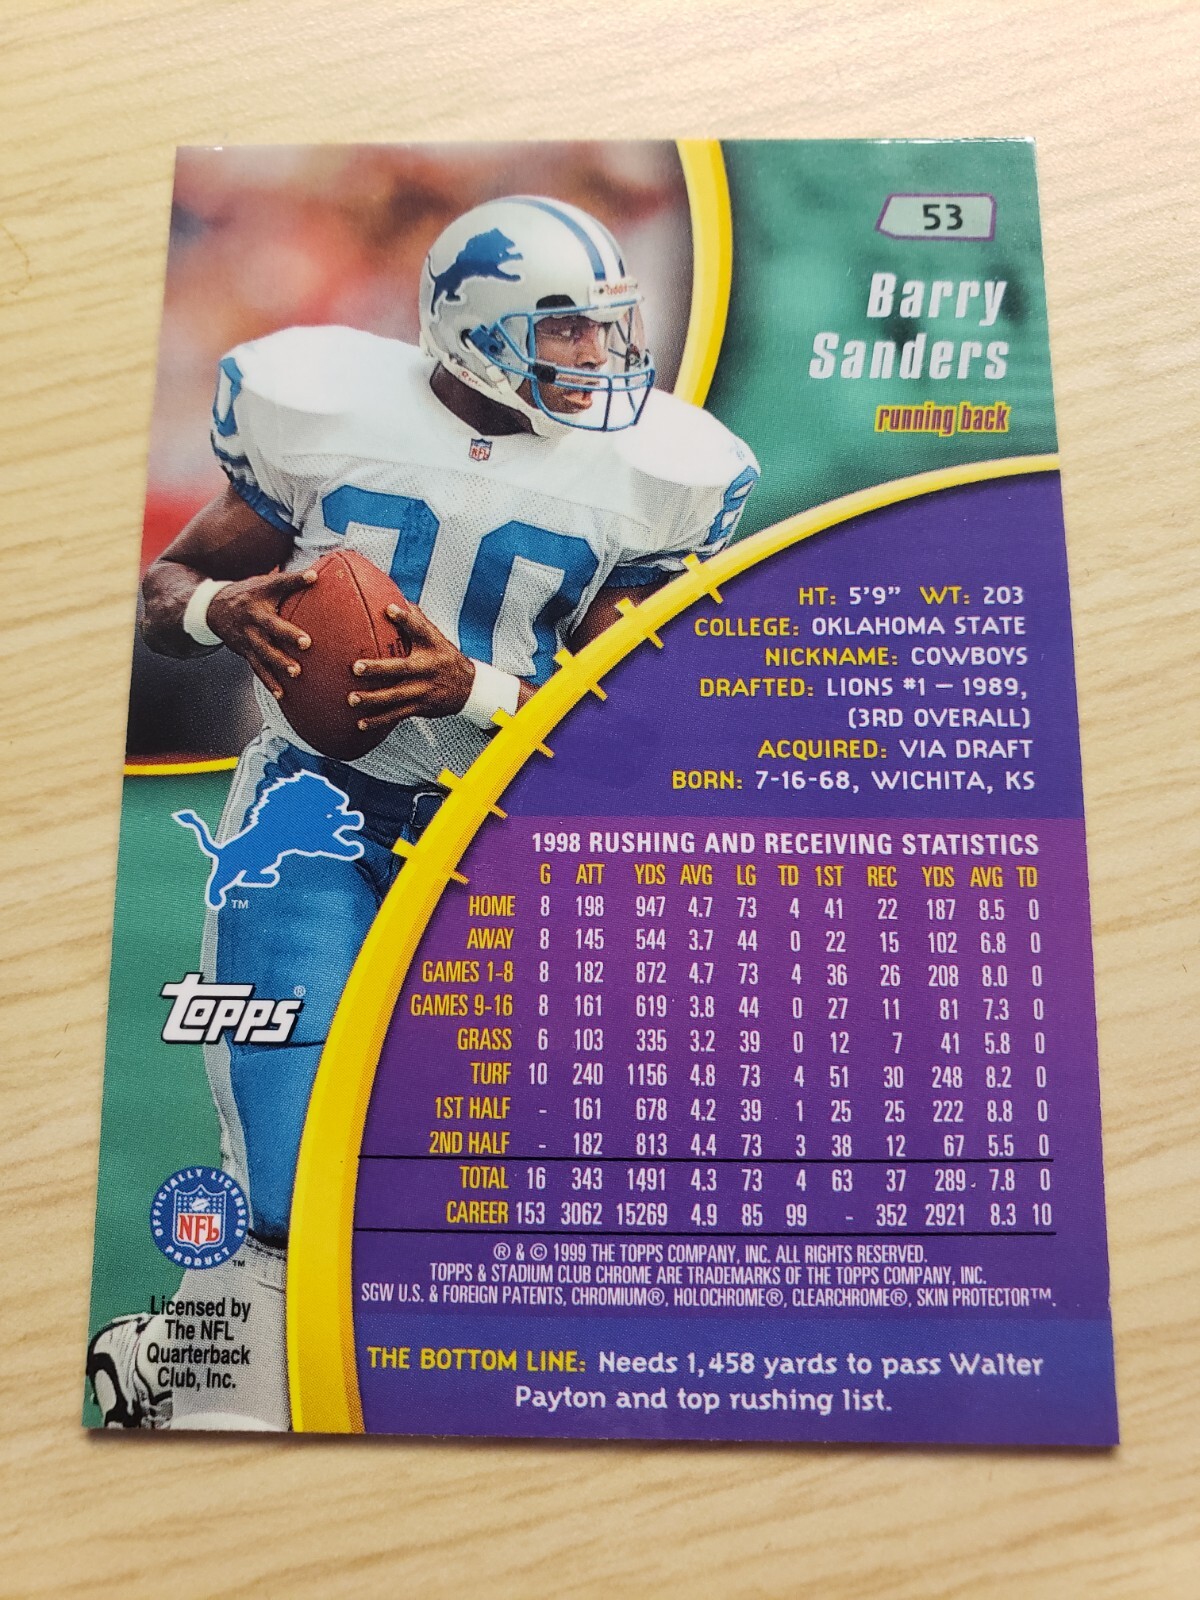 53
Barry
Sanders
running back
20
NFL
20
HT: 5'9" WT: 203
COLLEGE: OKLAHOMA STATE
NICKNAME: COWBOYS
DRAFTED: LIONS #1 – 1989,
(3RD OVERALL)
ACQUIRED: VIA DRAFT
BORN: 7-16-68, WICHITA, KS
TM
1998 RUSHING AND RECEIVING STATISTICS
G ATT YDS AVG LG TD 1ST REC YDS AVG TD
HOME 8 198 947 4.7 73 4 41 22 187 8.5 0
AWAY 8 145 544 3.7 44 0 22 15 102 6.8 0
GAMES 1-8 8 182 872 4.7 73 4 36 26 208 8.0 0
GAMES 9-16 8 161 619 3.8 44 0 27 11 81 7.3 0
GRASS 6 103 335 3.2 39 0 12 7 41 5.8 0
TURF 10 240 1156 4.8 73 4 51 30 248 8.2 0
1ST HALF - 161 678 4.2 39 1 25 25 222 8.8 0
2ND HALF - 182 813 4.4 73 3 38 12 67 5.5 0
TOTAL 16 343 1491 4.3 73 4 63 37 289 7.8 0
CAREER 153 3062 15269 4.9 85 99 - 352 2921 8.3 10
Topps®
OFFICIALLY LICENSED
NFL
PRODUCT TM
Licensed by
The NFL
Quarterback
Club, Inc.
® & © 1999 THE TOPPS COMPANY, INC. ALL RIGHTS RESERVED.
TOPPS & STADIUM CLUB CHROME ARE TRADEMARKS OF THE TOPPS COMPANY, INC.
SGW U.S. & FOREIGN PATENTS, CHROMIUM®, HOLOCHROME®, CLEARCHROME®, SKIN PROTECTOR™.
THE BOTTOM LINE: Needs 1,458 yards to pass Walter
Payton and top rushing list.